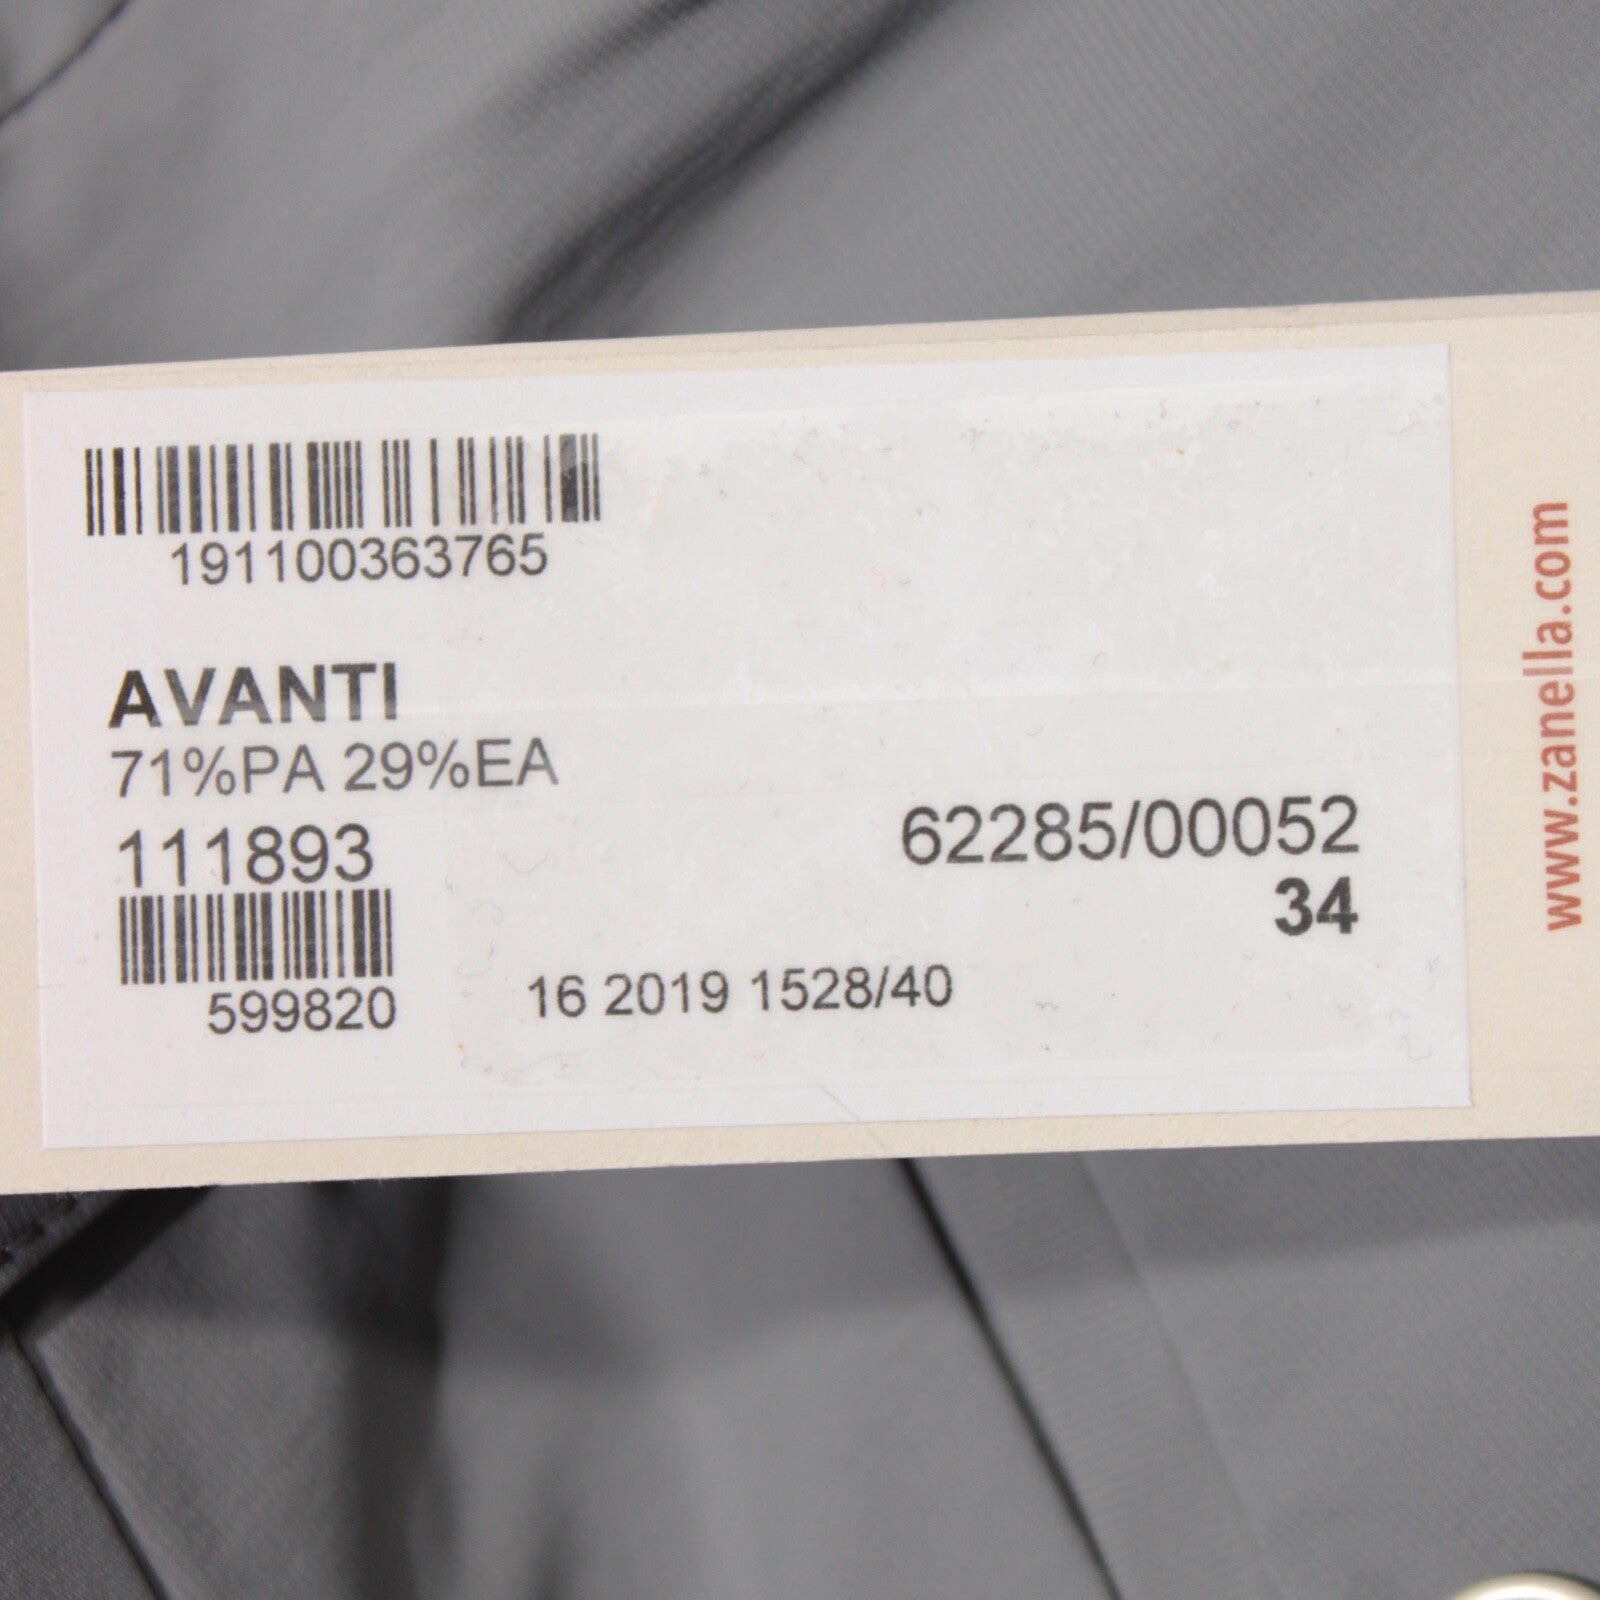 191100363765
AVANTI
71%PA 29%EA
111893
62285/00052
34
599820
16 2019 1528/40
www.zanella.com